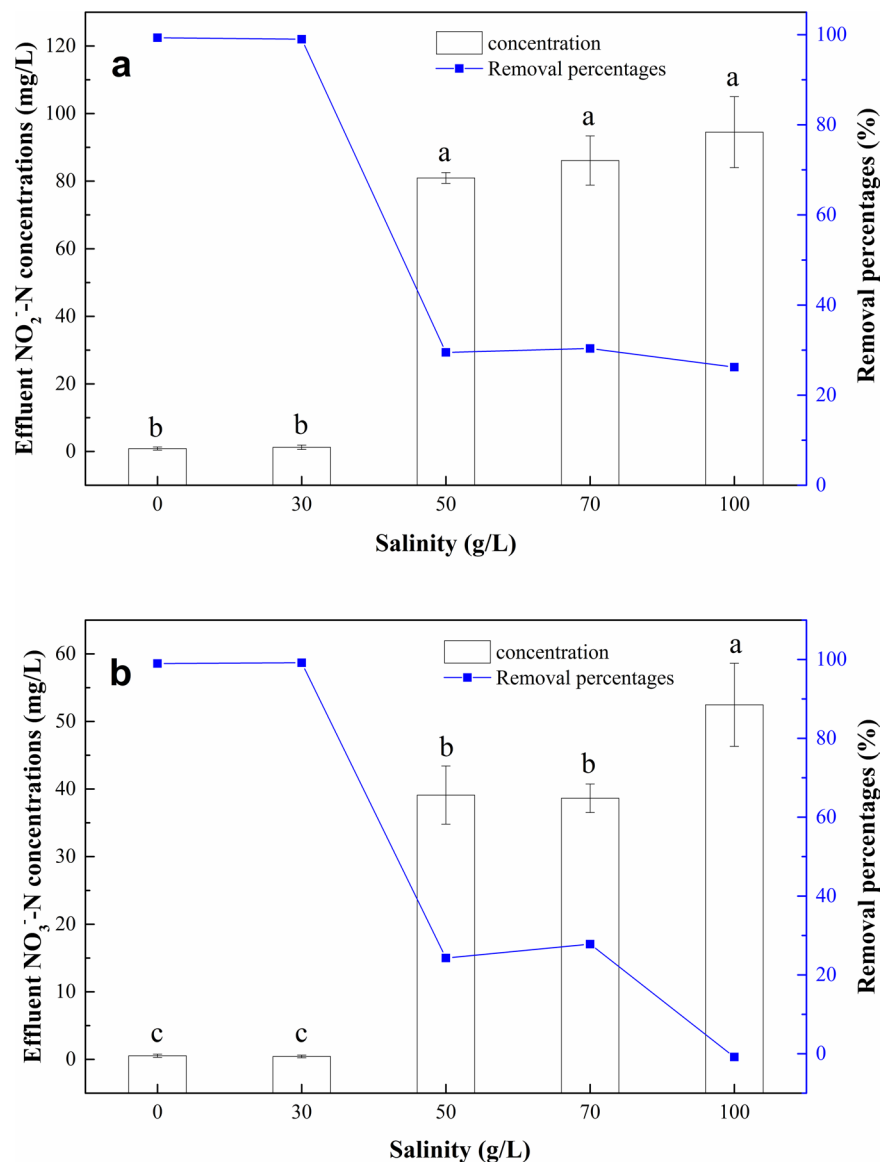 a
concentration
Removal percentages
Effluent NO₂⁻-N concentrations (mg/L)
120
100
80
60
40
20
0
b
b
a
a
a
100
80
60
40
20
0
Removal percentages (%)
0
30
50
70
100
Salinity (g/L)
b
concentration
Removal percentages
Effluent NO₃⁻-N concentrations (mg/L)
60
50
40
30
20
10
0
c
c
b
b
a
100
80
60
40
20
0
Removal percentages (%)
0
30
50
70
100
Salinity (g/L)